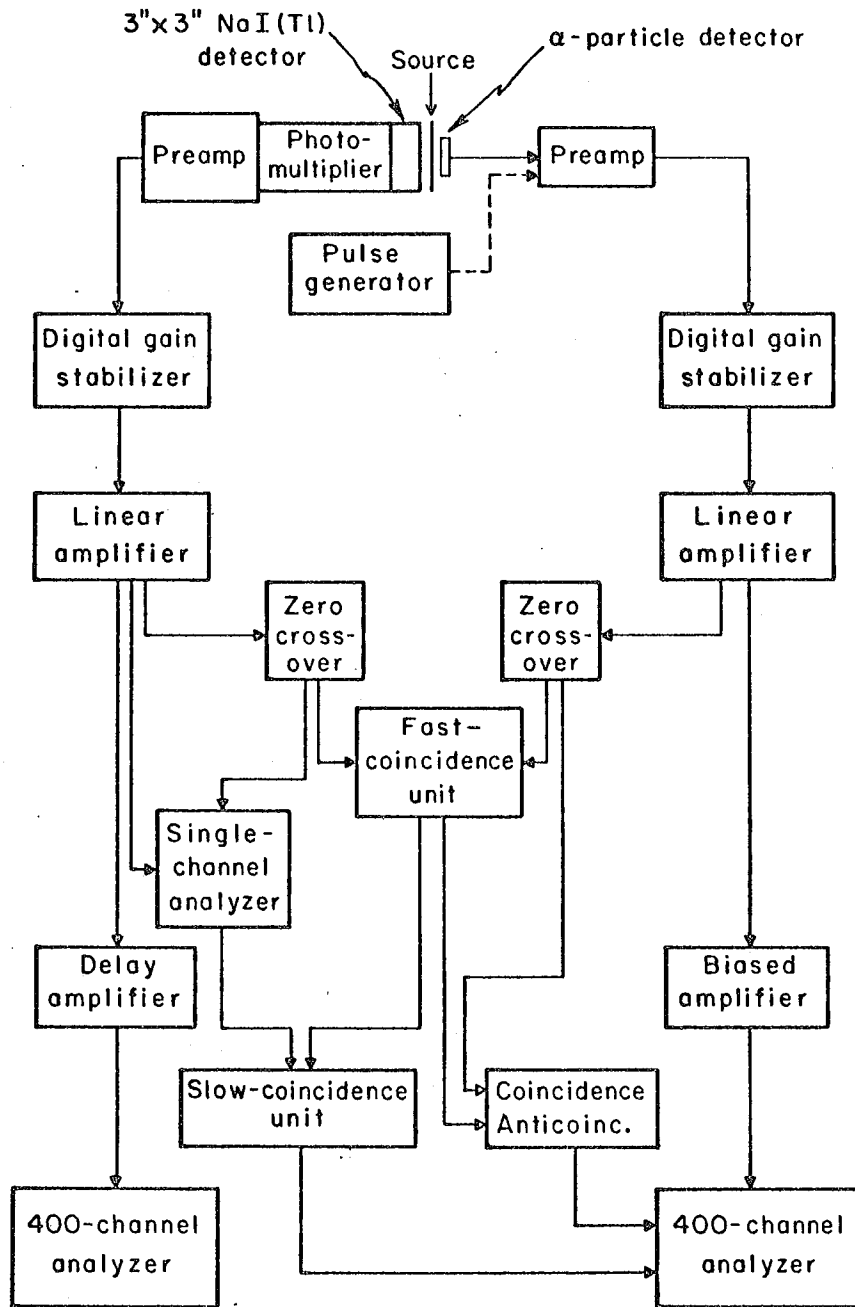 3"x 3" NaI(Tl)
detector
Source
α-particle detector
Preamp
Photo-
multiplier
Preamp
Pulse
generator
Digital gain
stabilizer
Digital gain
stabilizer
Linear
amplifier
Linear
amplifier
Zero
cross-
over
Zero
cross-
over
Fast-
coincidence
unit
Single-
channel
analyzer
Delay
amplifier
Biased
amplifier
Slow-coincidence
unit
Coincidence
Anticoinc.
400-channel
analyzer
400-channel
analyzer